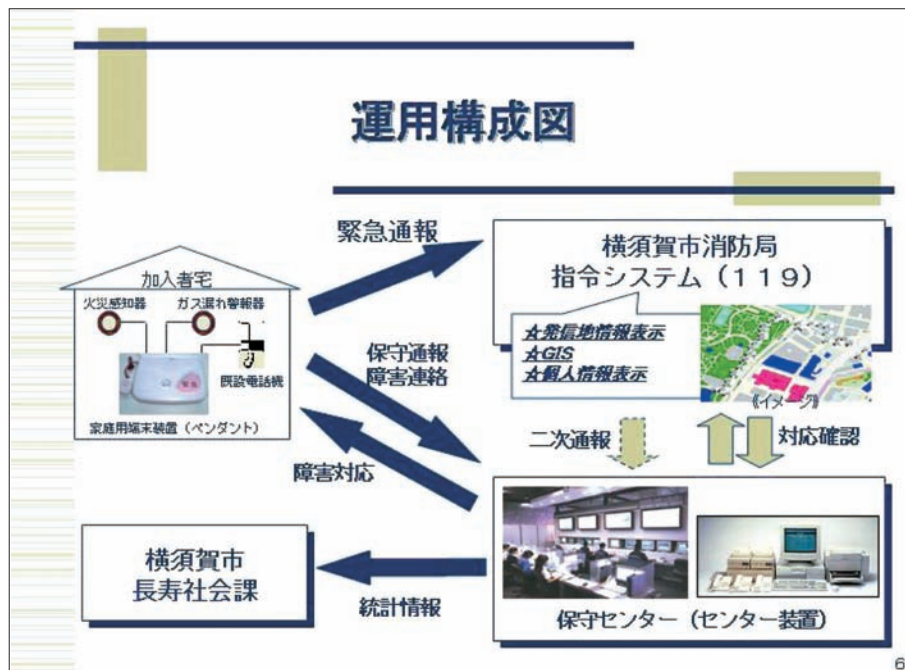 運用構成図
緊急通報
横須賀市消防局
指令システム（１１９）
加入者宅
火災感知器
ガス漏れ警報器
既設電話機
家庭用端末装置（ペンダント）
☆発信地情報表示
☆GIS
☆個人情報表示
《イメージ》
保守通報
障害連絡
二次通報
対応確認
障害対応
横須賀市
長寿社会課
統計情報
保守センター（センター装置）
6